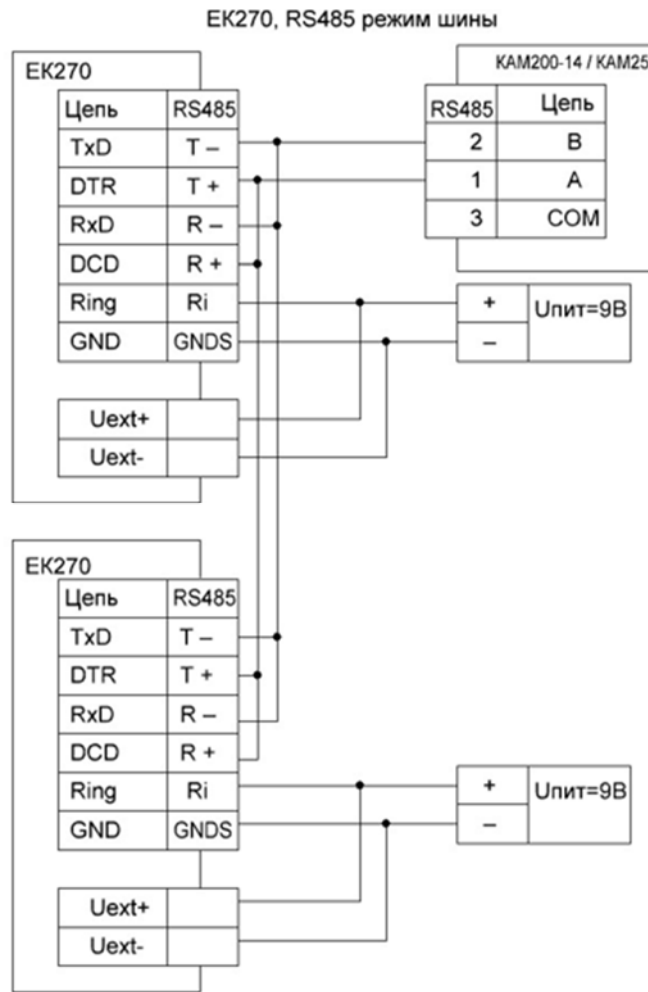 ЕК270, RS485 режим шины
ЕК270
Цепь RS485
TxD T –
DTR T +
RxD R –
DCD R +
Ring Ri
GND GNDS
Uext+
Uext-
КАМ200-14 / КАМ25
RS485 Цепь
2 B
1 A
3 COM
+ Uпит=9В
–
ЕК270
Цепь RS485
TxD T –
DTR T +
RxD R –
DCD R +
Ring Ri
GND GNDS
Uext+
Uext-
+ Uпит=9В
–